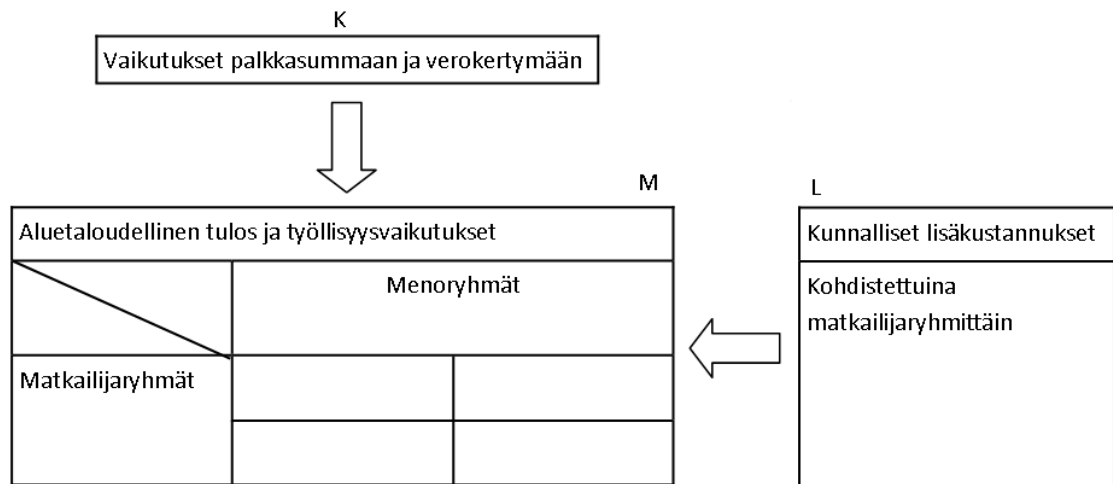 K
Vaikutukset palkkasummaan ja verokertymään
M
L
Aluetaloudellinen tulos ja työllisyysvaikutukset
Kunnalliset lisäkustannukset
Menoryhmät
Kohdistettuina
matkailijaryhmittäin
Matkailijaryhmät